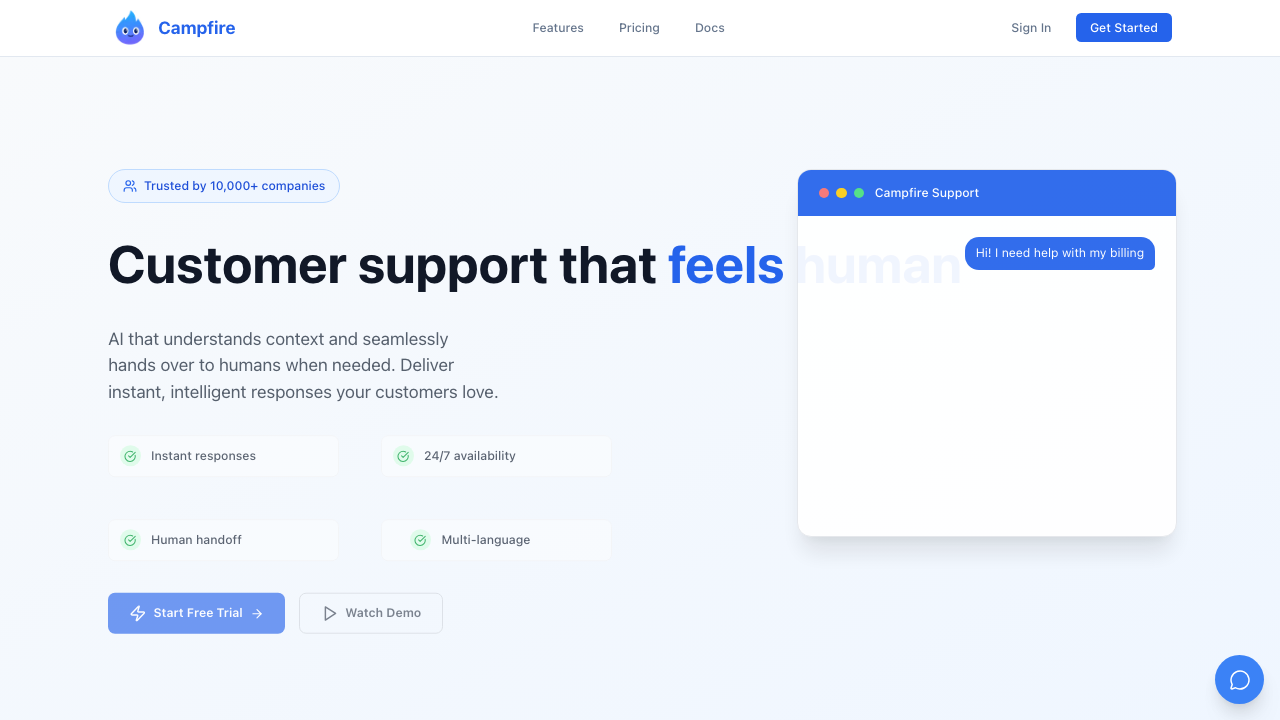 Campfire
Features
Pricing
Docs
Sign In
Get Started
Trusted by 10,000+ companies
Customer support that feels human
AI that understands context and seamlessly
hands over to humans when needed. Deliver
instant, intelligent responses your customers love.
Instant responses
24/7 availability
Human handoff
Multi-language
Start Free Trial
Watch Demo
Campfire Support
Hi! I need help with my billing